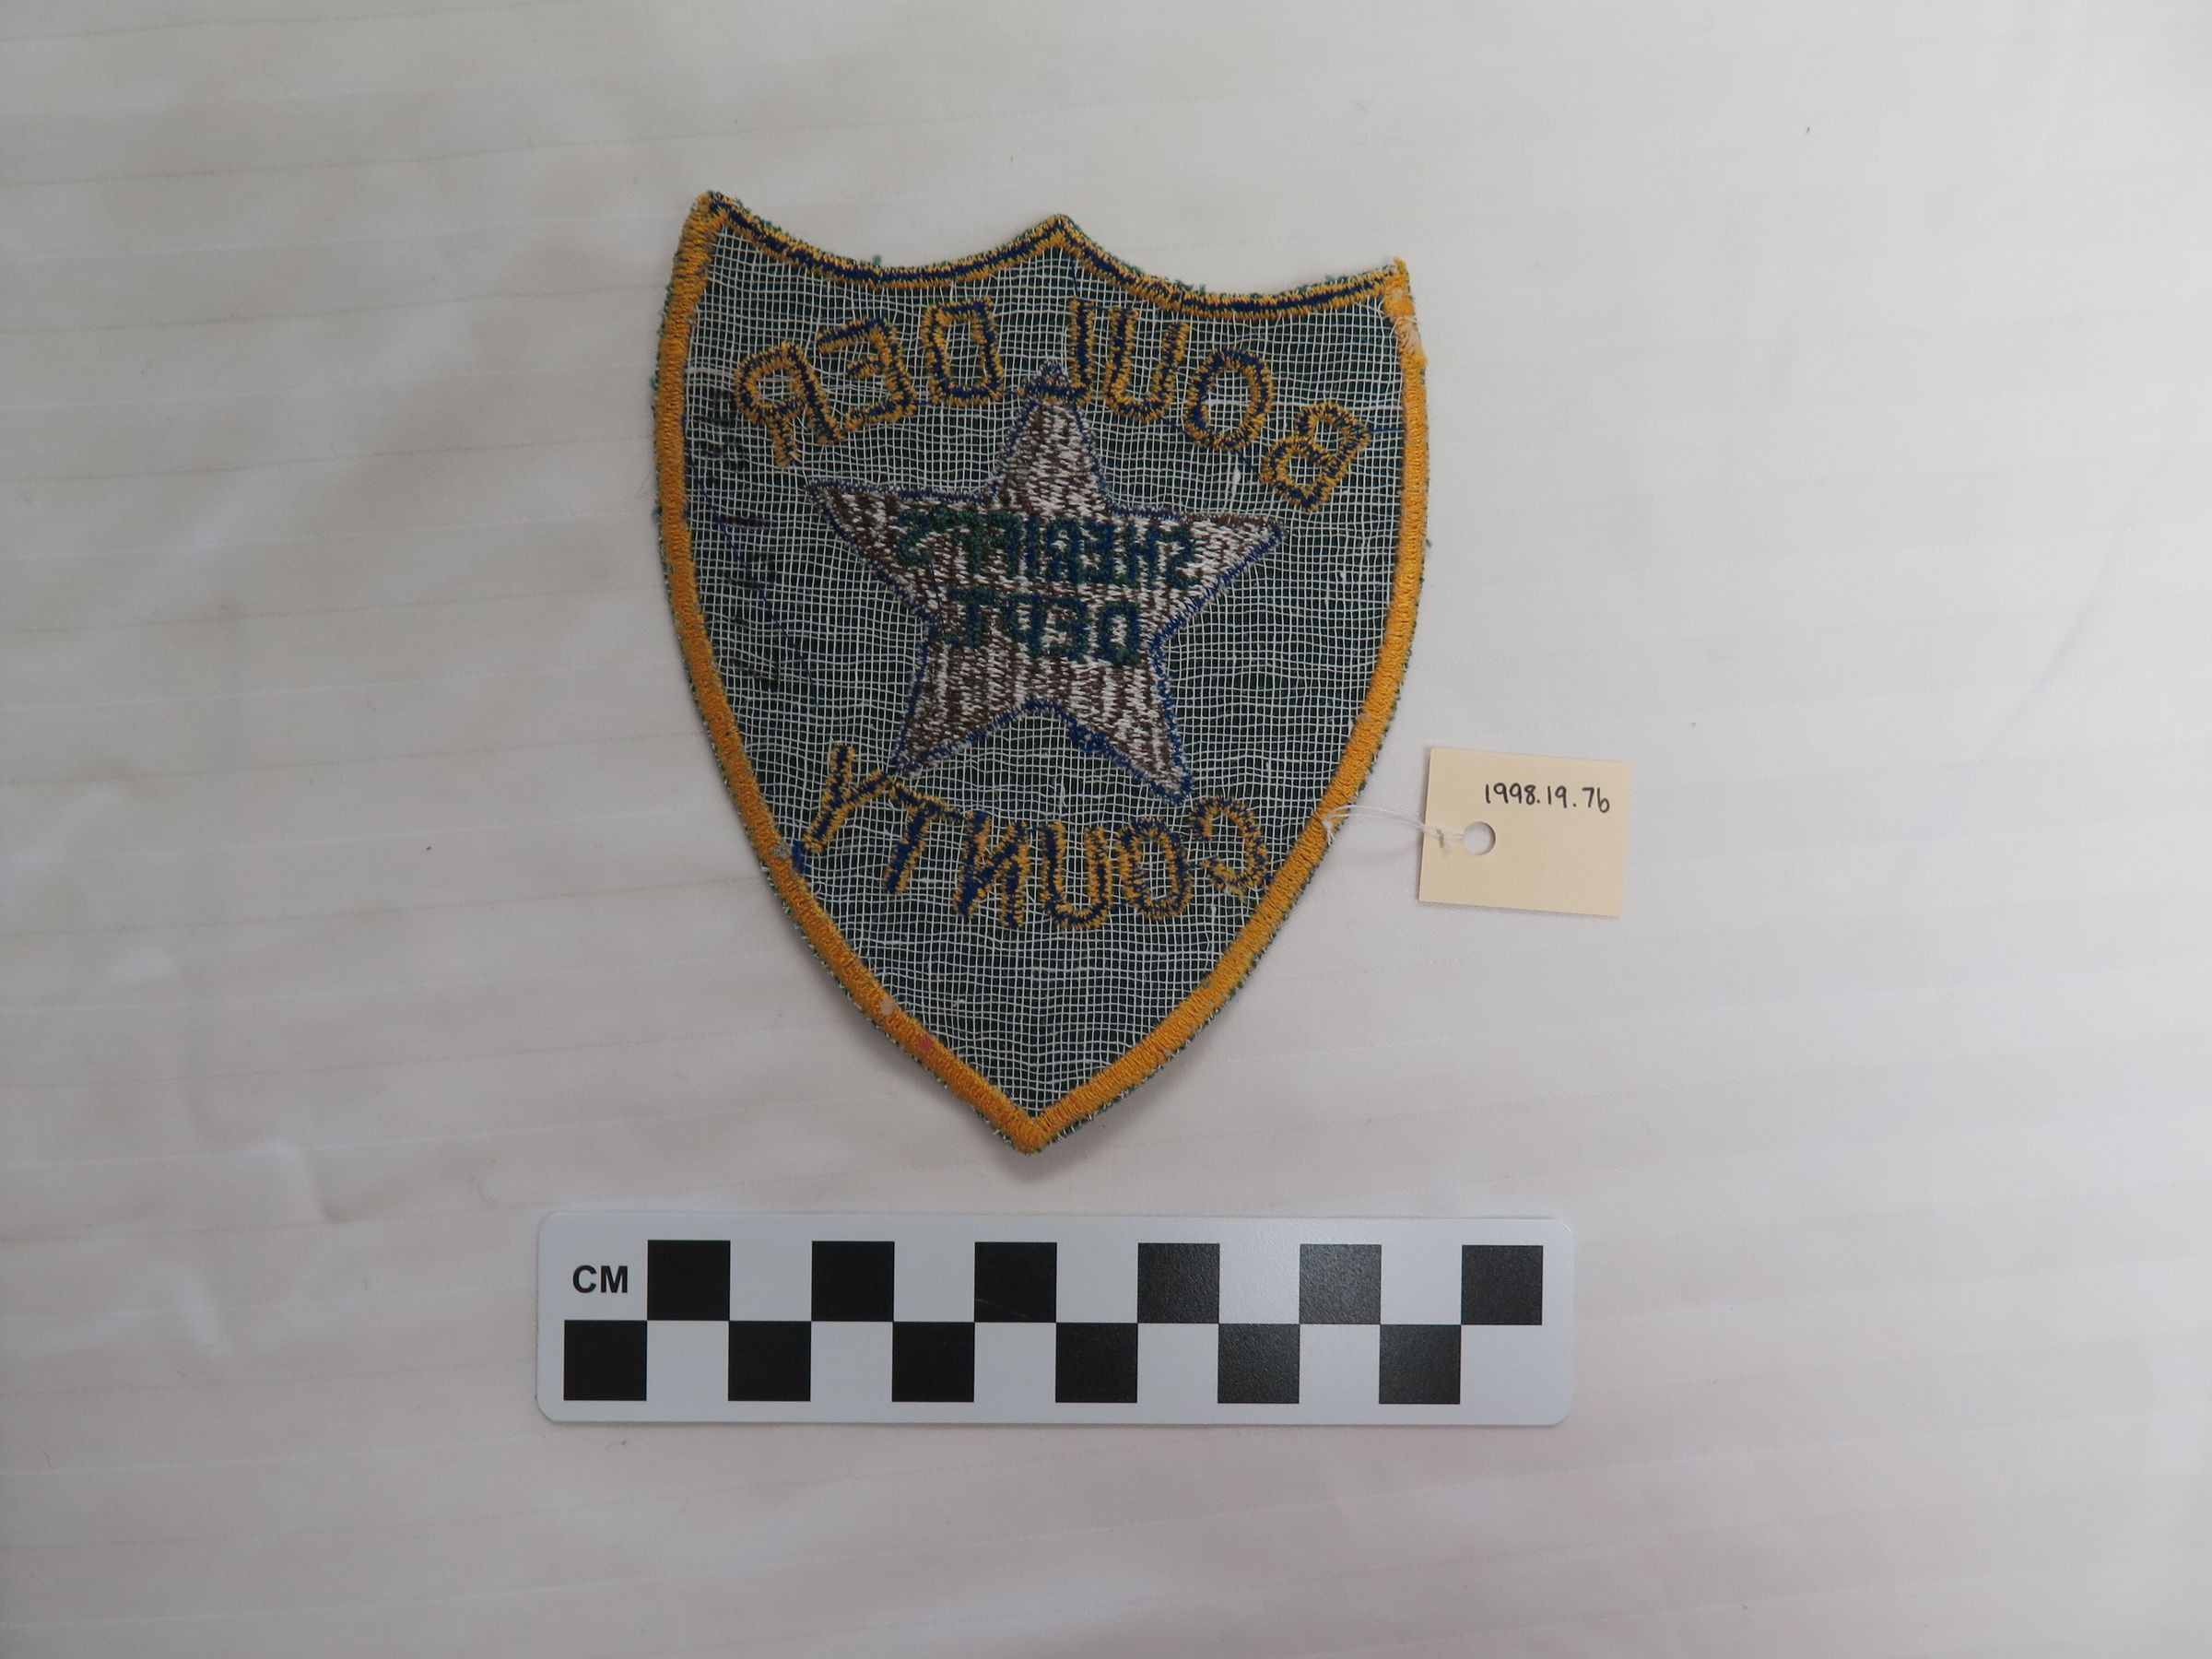 BOULDER
SHERIFF'S
DEPT.
COUNTY
1998.19.76
CM